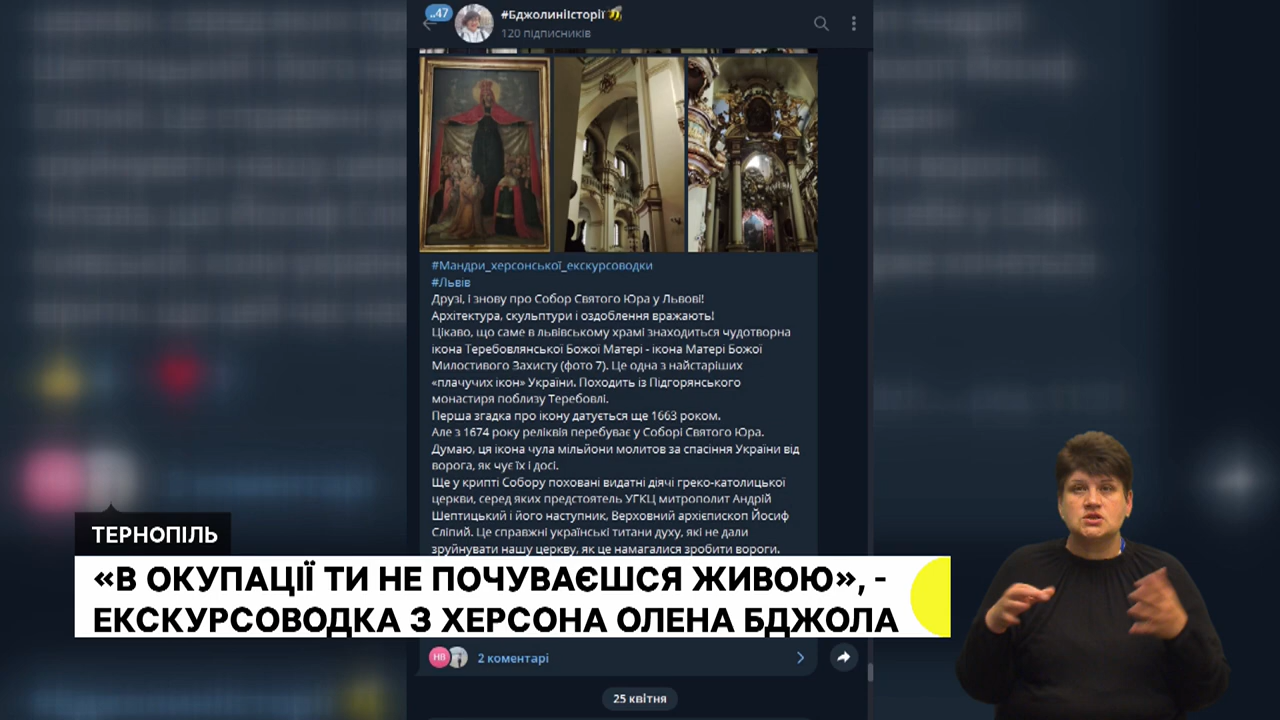 ..47
#БджолиніІсторії
120 підписників
#Мандри_херсонської_екскурсоводки
#Львів
Друзі, і знову про Собор Святого Юра у Львові!
Архітектура, скульптури і оздоблення вражають!
Цікаво, що саме в львівському храмі знаходиться чудотворна
ікона Теребовлянської Божої Матері - ікона Матері Божої
Милостивого Захисту (фото 7). Це одна з найстаріших
«плачучих ікон» України. Походить із Підгорянського
монастиря поблизу Теребовлі.
Перша згадка про ікону датується ще 1663 роком.
Але з 1674 року реліквія перебуває у Соборі Святого Юра.
Думаю, ця ікона чула мільйони молитов за спасіння України від
ворога, як чує їх і досі.
Ще у крипті Собору поховані видатні діячі греко-католицької
церкви, серед яких предстоятель УГКЦ митрополит Андрій
Шептицький і його наступник, Верховний архієпископ Йосиф
Сліпий. Це справжні українські титани духу, які не дали
зруйнувати нашу церкву, як це намагалися зробити вороги.
ТЕРНОПІЛЬ
«В ОКУПАЦІЇ ТИ НЕ ПОЧУВАЄШСЯ ЖИВОЮ», -
ЕКСКУРСОВОДКА З ХЕРСОНА ОЛЕНА БДЖОЛА
НВ
2 коментарі
25 квітня